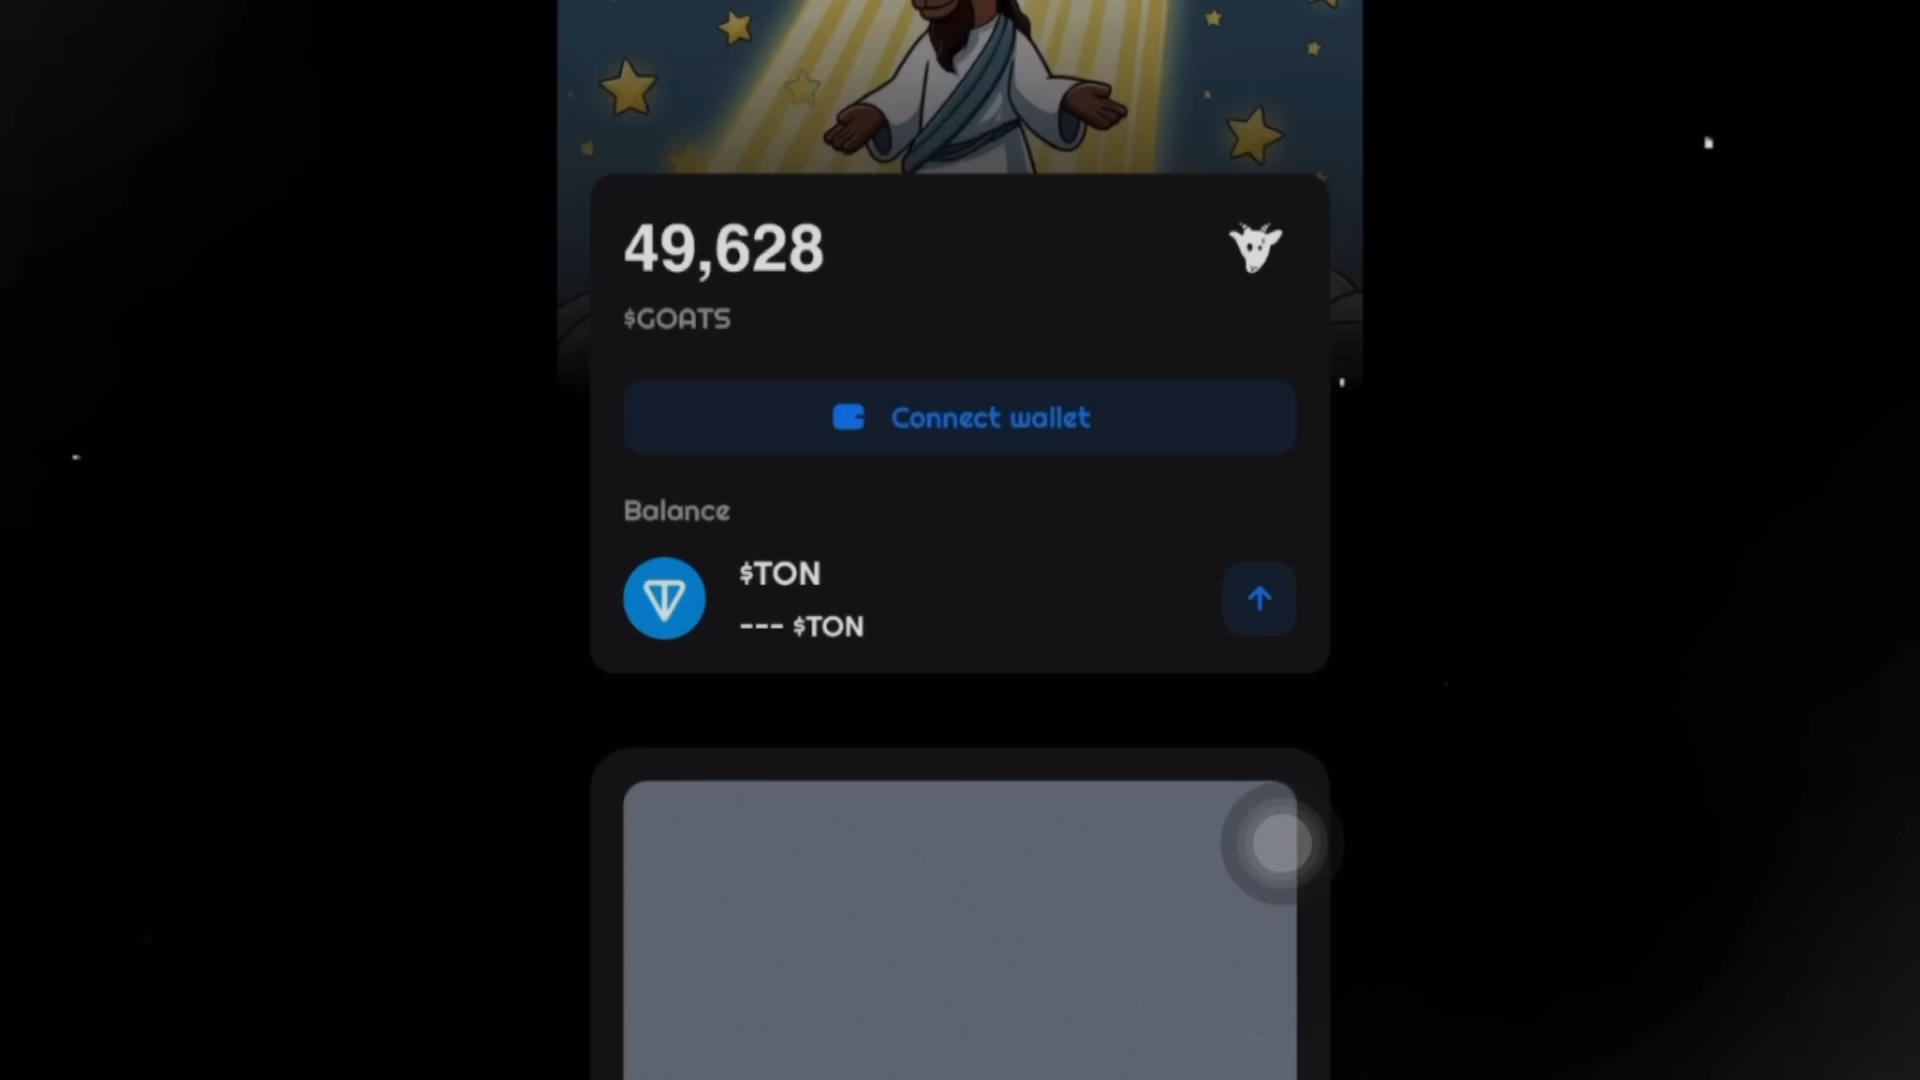 49,628
$GOATS
Connect wallet
Balance
$TON
--- $TON